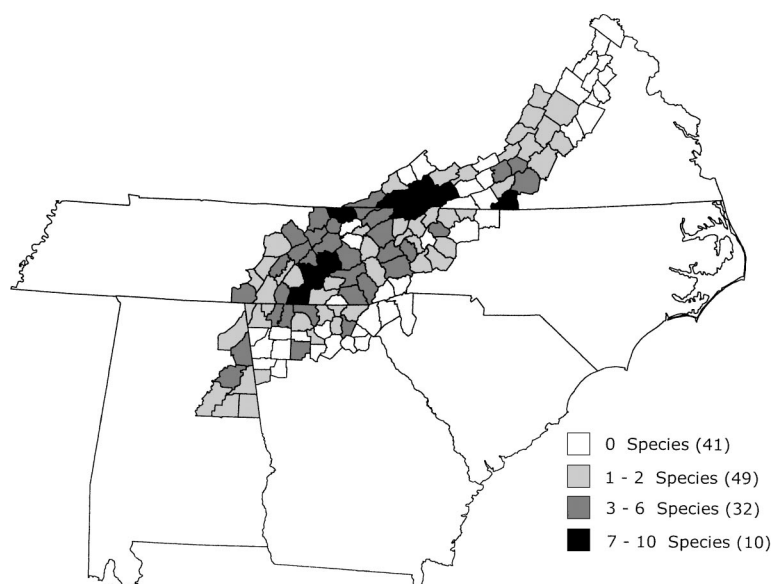 0 Species (41)
1 - 2 Species (49)
3 - 6 Species (32)
7 - 10 Species (10)